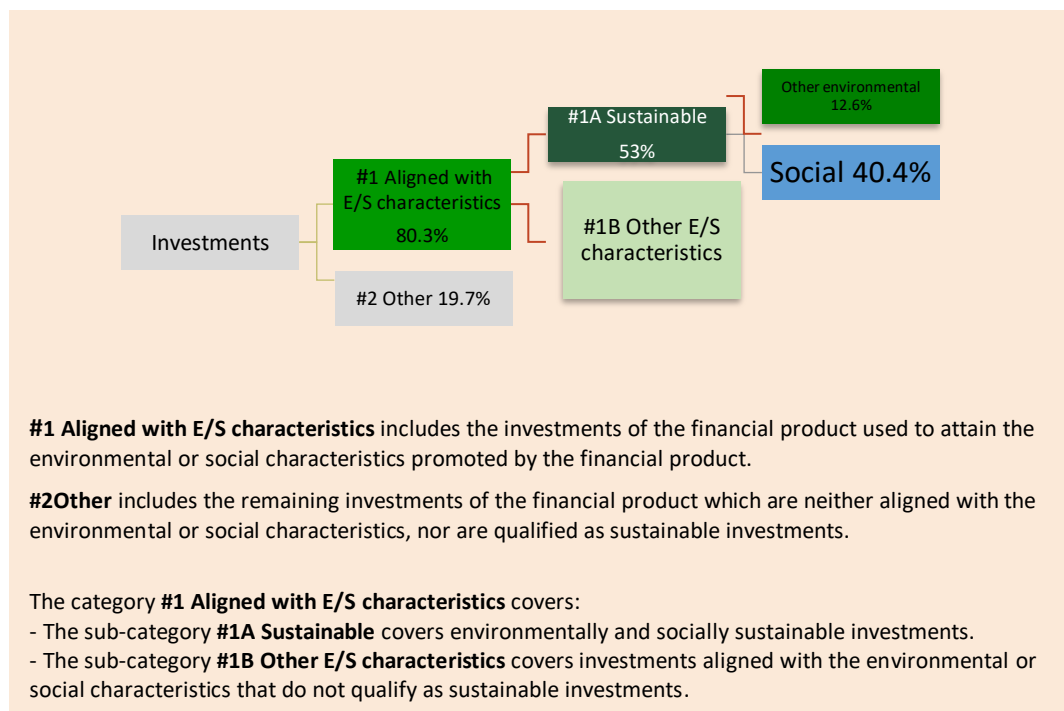 Investments
#1 Aligned with
E/S characteristics
80.3%
#2 Other 19.7%
#1A Sustainable
53%
#1B Other E/S
characteristics
Other environmental
12.6%
Social 40.4%
#1 Aligned with E/S characteristics includes the investments of the financial product used to attain the
environmental or social characteristics promoted by the financial product.
#2Other includes the remaining investments of the financial product which are neither aligned with the
environmental or social characteristics, nor are qualified as sustainable investments.
The category #1 Aligned with E/S characteristics covers:
- The sub-category #1A Sustainable covers environmentally and socially sustainable investments.
- The sub-category #1B Other E/S characteristics covers investments aligned with the environmental or
social characteristics that do not qualify as sustainable investments.